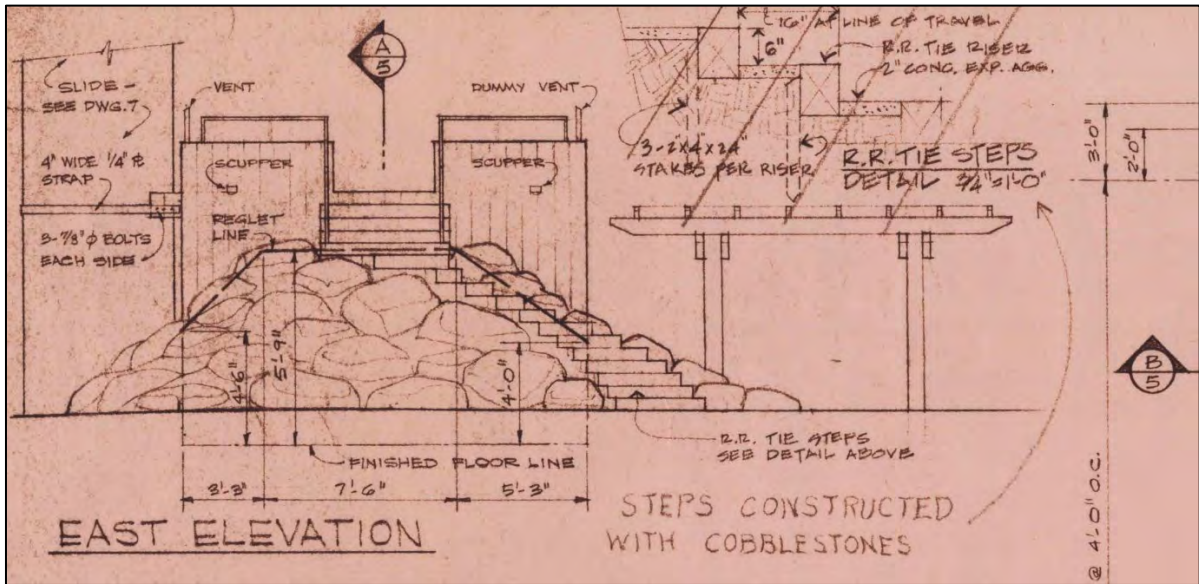 A
5
SLIDE -
SEE DWG. 7
VENT
DUMMY VENT
4" WIDE 1/4" ℄
STRAP
SCUPPER
SCUPPER
REGLET
LINE
3-7/8" φ BOLTS
EACH SIDE
16" AT LINE OF TRAVEL
6"
R.R. TIE RISER
2" CONC. EXP. AGG.
3-2"x4"x24"
STAKES PER RISER
R.R. TIE STEPS
DETAIL 3/4"=1'-0"
3'-0"
2'-0"
4'-6"
5'-9"
4'-0"
B
5
R.R. TIE STEPS
SEE DETAIL ABOVE
FINISHED FLOOR LINE
3'-3"
7'-6"
5'-3"
EAST ELEVATION
STEPS CONSTRUCTED
WITH COBBLESTONES
@ 4'-0" O.C.